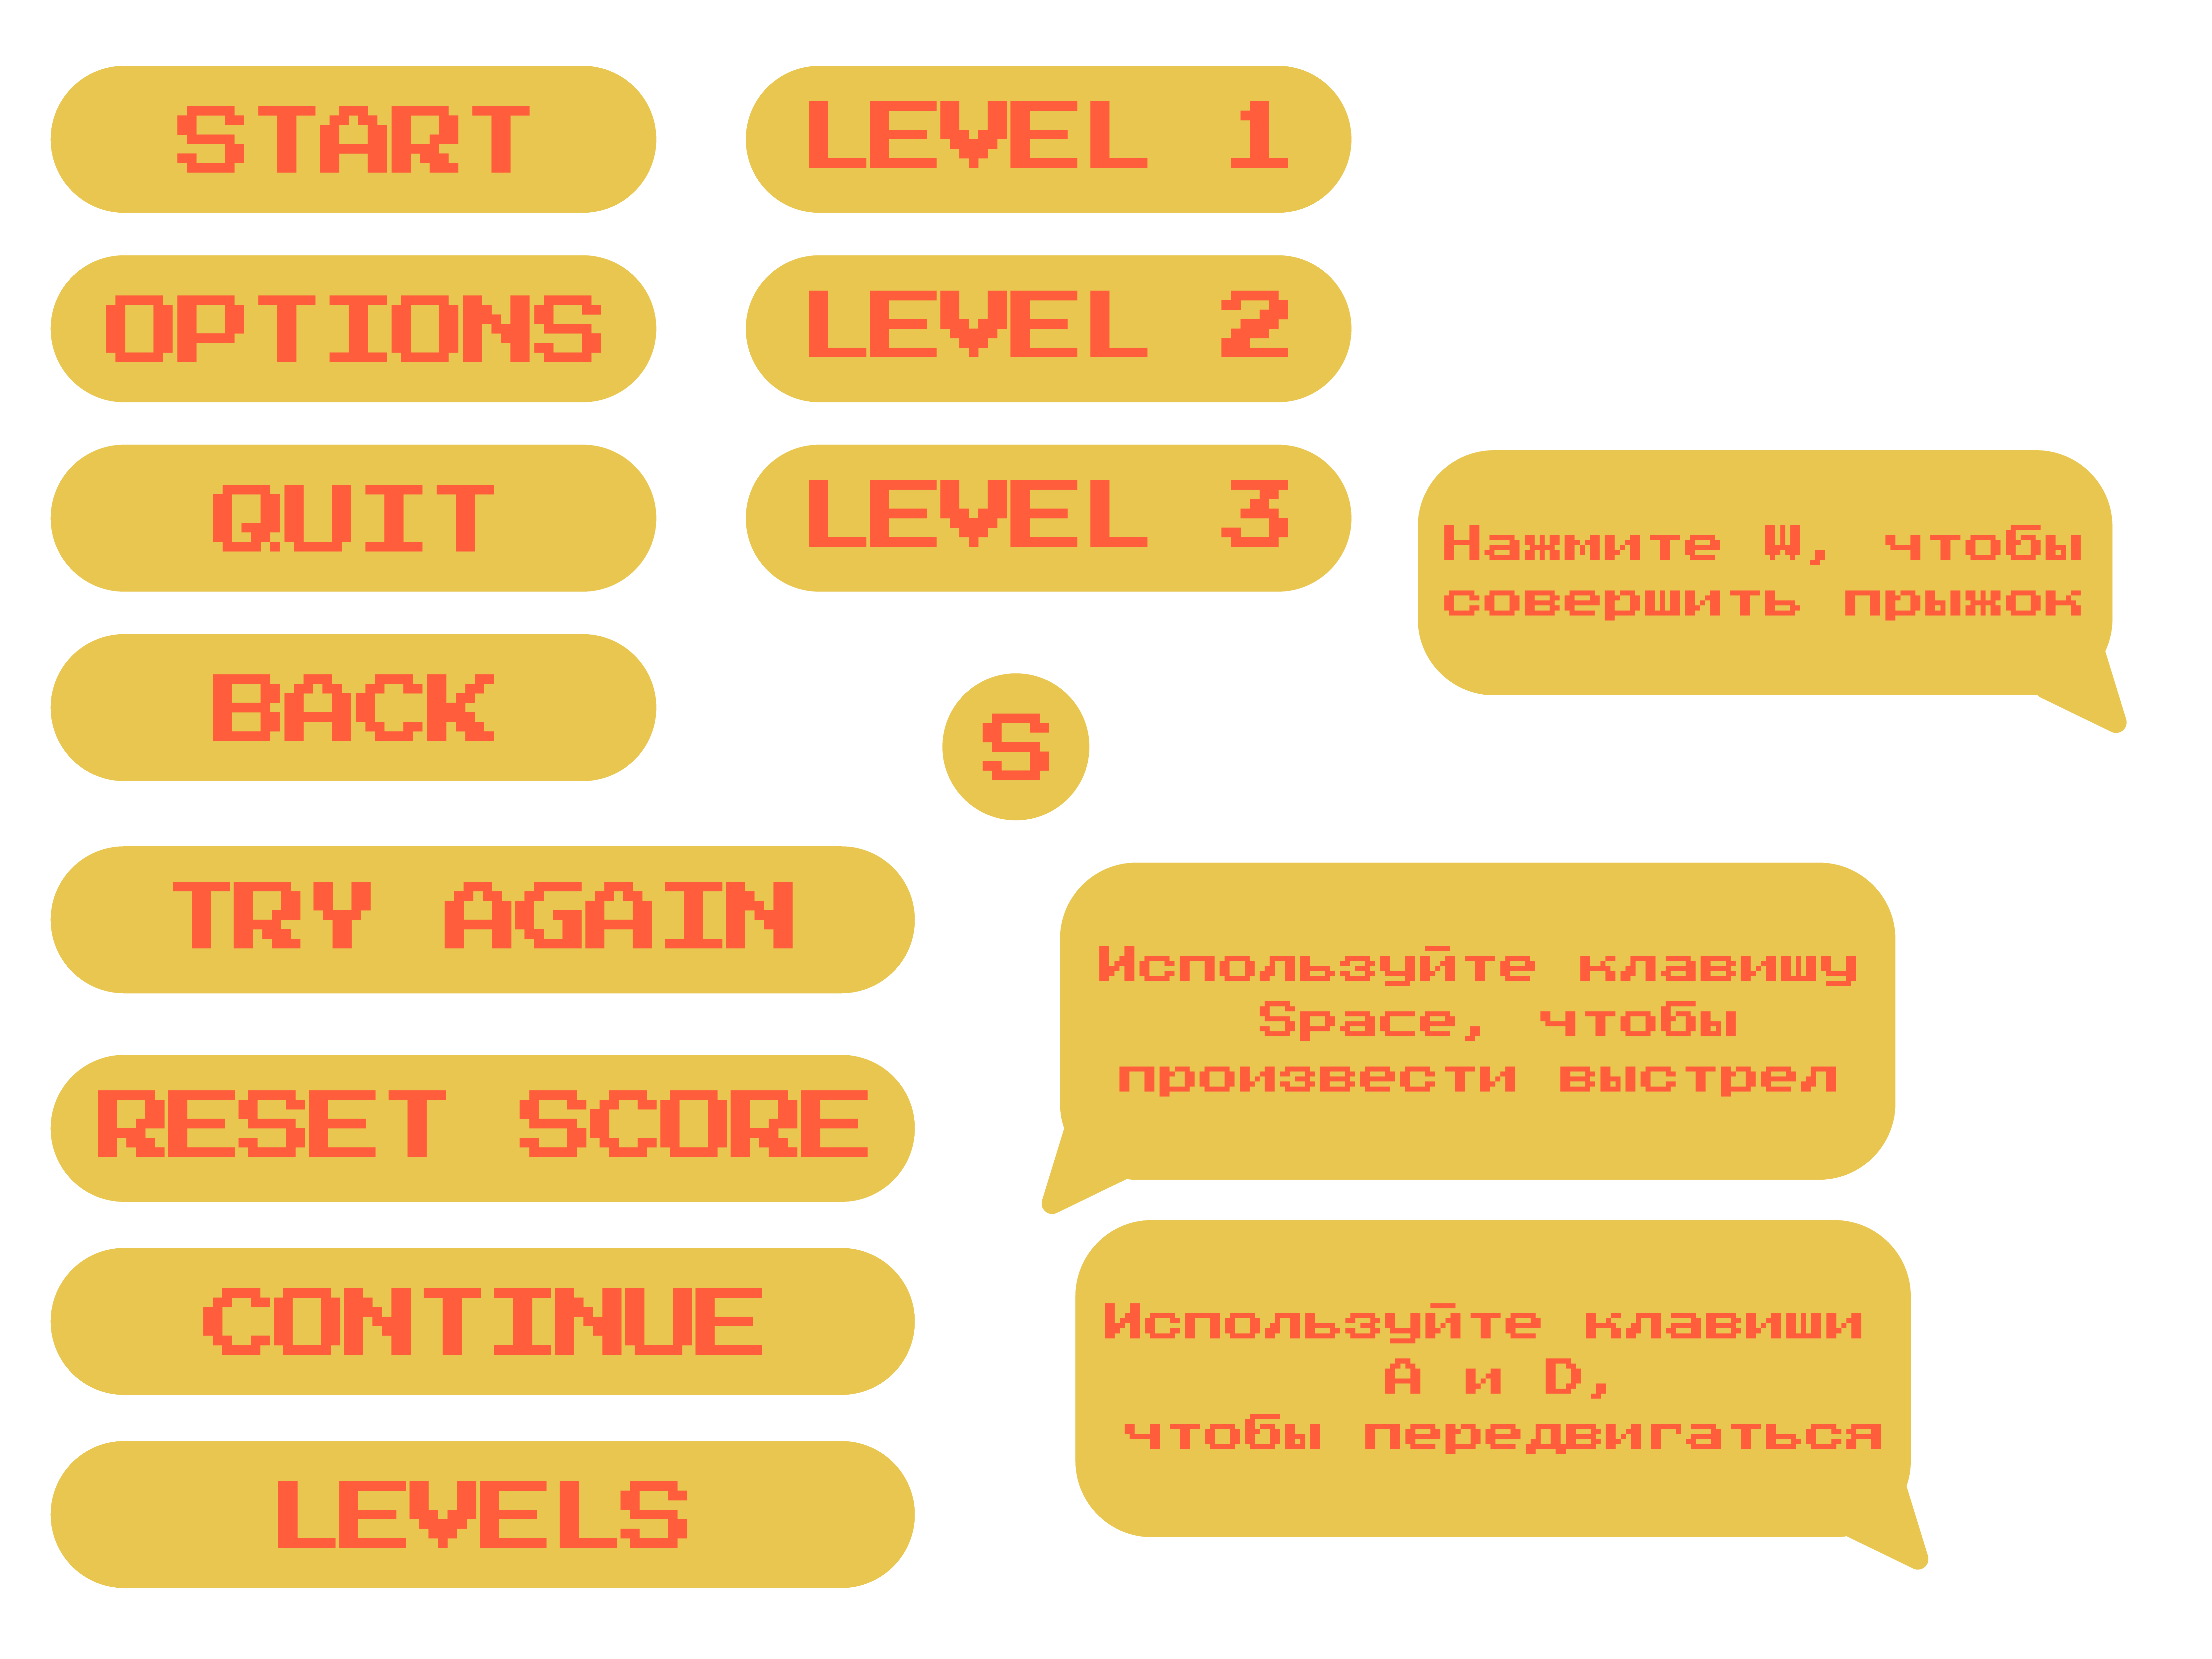 START
OPTIONS
QUIT
BACK
TRY AGAIN
RESET SCORE
CONTINUE
LEVELS
LEVEL 1
LEVEL 2
LEVEL 3
S
Нажмите W, чтобы
совершить прыжок
Используйте клавишу
Space, чтобы
произвести выстрел
Используйте клавиши
A и D,
чтобы передвигаться